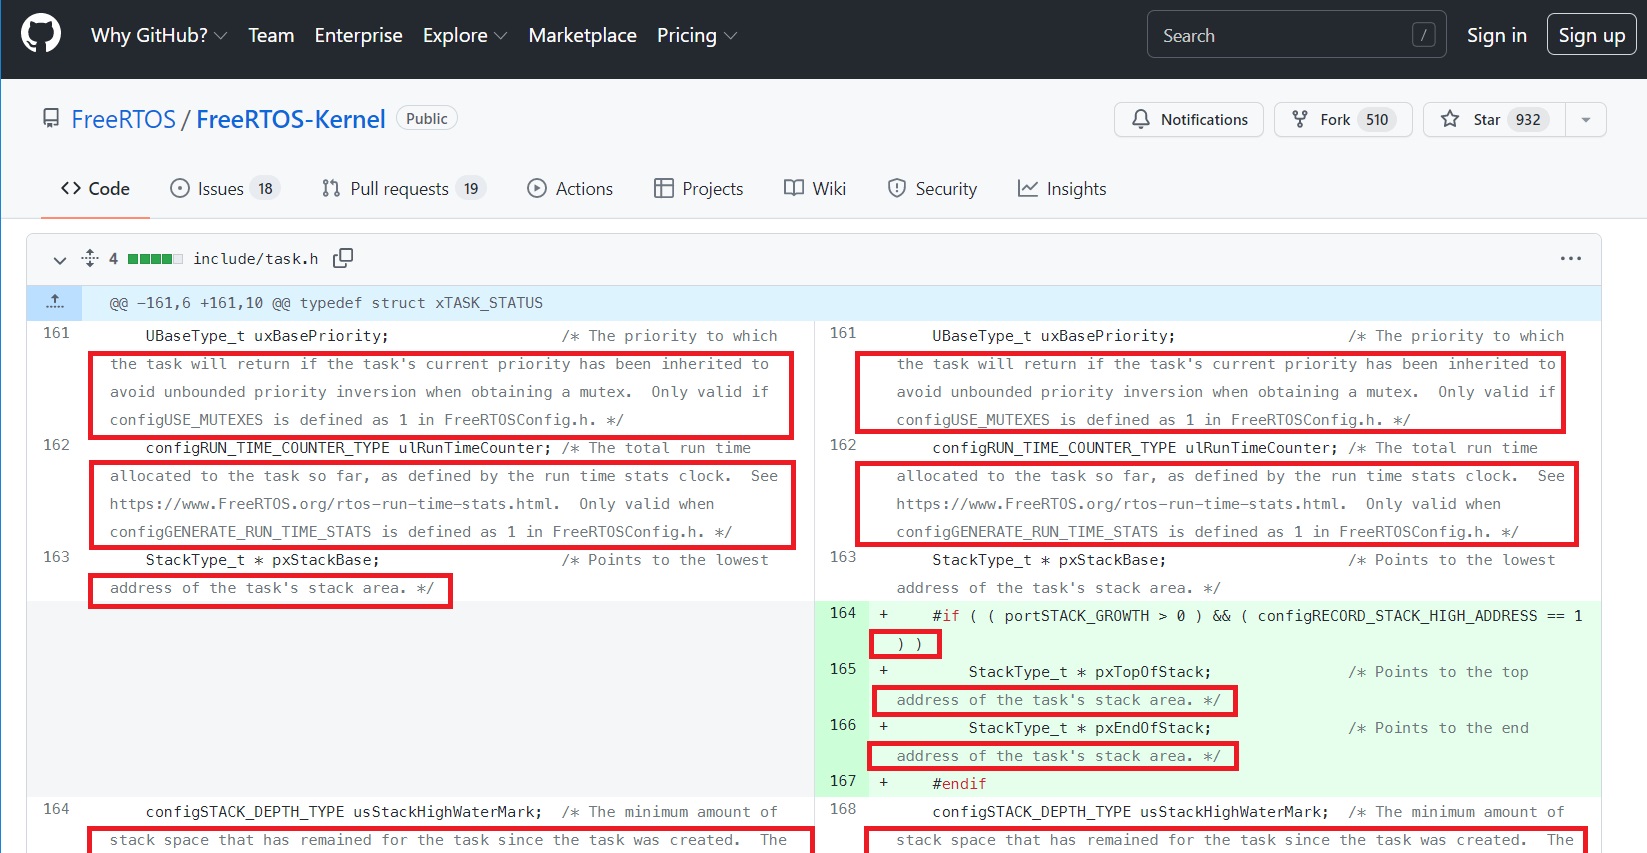 Why GitHub? Team Enterprise Explore Marketplace Pricing Search / Sign in Sign up
FreeRTOS / FreeRTOS-Kernel Public Notifications Fork 510 Star 932
Code Issues 18 Pull requests 19 Actions Projects Wiki Security Insights
4 include/task.h ...
@@ -161,6 +161,10 @@ typedef struct xTASK_STATUS
161 UBaseType_t uxBasePriority; /* The priority to which
the task will return if the task's current priority has been inherited to
avoid unbounded priority inversion when obtaining a mutex. Only valid if
configUSE_MUTEXES is defined as 1 in FreeRTOSConfig.h. */
162 configRUN_TIME_COUNTER_TYPE ulRunTimeCounter; /* The total run time
allocated to the task so far, as defined by the run time stats clock. See
https://www.FreeRTOS.org/rtos-run-time-stats.html. Only valid when
configGENERATE_RUN_TIME_STATS is defined as 1 in FreeRTOSConfig.h. */
163 StackType_t * pxStackBase; /* Points to the lowest
address of the task's stack area. */
164 configSTACK_DEPTH_TYPE usStackHighWaterMark; /* The minimum amount of
stack space that has remained for the task since the task was created. The
161 UBaseType_t uxBasePriority; /* The priority to which
the task will return if the task's current priority has been inherited to
avoid unbounded priority inversion when obtaining a mutex. Only valid if
configUSE_MUTEXES is defined as 1 in FreeRTOSConfig.h. */
162 configRUN_TIME_COUNTER_TYPE ulRunTimeCounter; /* The total run time
allocated to the task so far, as defined by the run time stats clock. See
https://www.FreeRTOS.org/rtos-run-time-stats.html. Only valid when
configGENERATE_RUN_TIME_STATS is defined as 1 in FreeRTOSConfig.h. */
163 StackType_t * pxStackBase; /* Points to the lowest
address of the task's stack area. */
164 + #if ( ( portSTACK_GROWTH > 0 ) && ( configRECORD_STACK_HIGH_ADDRESS == 1
) )
165 + StackType_t * pxTopOfStack; /* Points to the top
address of the task's stack area. */
166 + StackType_t * pxEndOfStack; /* Points to the end
address of the task's stack area. */
167 + #endif
168 configSTACK_DEPTH_TYPE usStackHighWaterMark; /* The minimum amount of
stack space that has remained for the task since the task was created. The